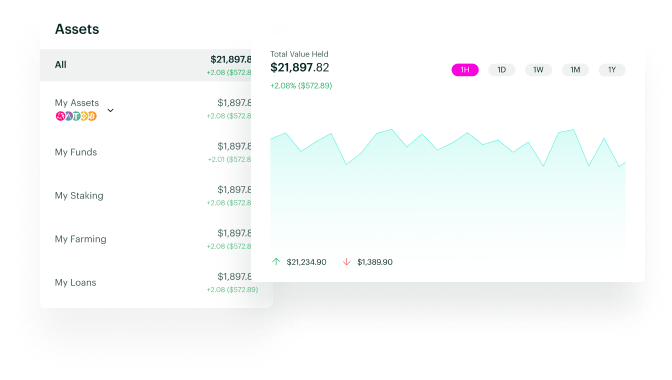 Assets
All
$21,897.8
+2.08 ($572.8
My Assets
$1,897.8
+2.08 ($572.8
My Funds
$1,897.8
+2.01 ($572.8
My Staking
$1,897.8
+2.08 ($572.8
My Farming
$1,897.8
+2.08 ($572.8
My Loans
$1,897.8
+2.08 ($572.89)
Total Value Held
$21,897.82
+2.08% ($572.89)
1H 1D 1W 1M 1Y
$21,234.90 $1,389.90